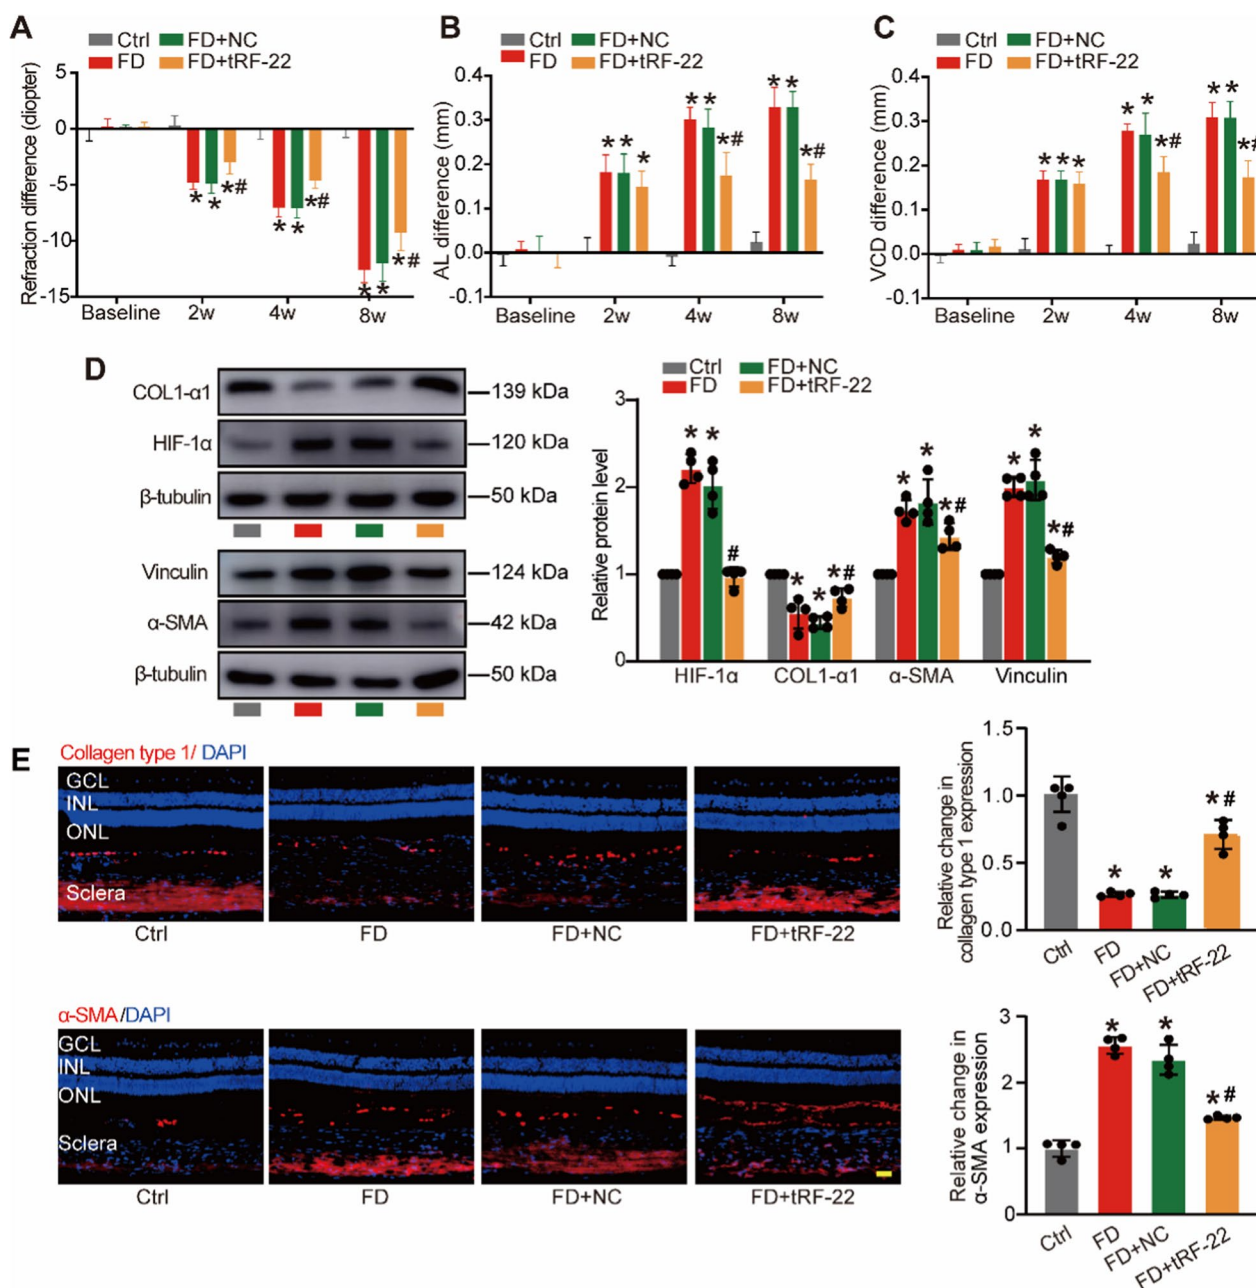 A
Ctrl FD+NC
FD FD+tRF-22
Refraction difference (diopter)
5
0
-5
-10
-15
Baseline 2w 4w 8w
* * *#
* * *#
* * *#
B
Ctrl FD+NC
FD FD+tRF-22
AL difference (mm)
0.4
0.3
0.2
0.1
0.0
-0.1
Baseline 2w 4w 8w
* * *
* * *#
* * *#
C
Ctrl FD+NC
FD FD+tRF-22
VCD difference (mm)
0.4
0.3
0.2
0.1
0.0
-0.1
Baseline 2w 4w 8w
* * *
* * *#
* * *#
D
COL1-α1 139 kDa
HIF-1α 120 kDa
β-tubulin 50 kDa
Vinculin 124 kDa
α-SMA 42 kDa
β-tubulin 50 kDa
Ctrl FD+NC
FD FD+tRF-22
Relative protein level
3
2
1
0
* * #
* * *#
* * *#
* * *#
HIF-1α COL1-α1 α-SMA Vinculin
E
Collagen type 1/ DAPI
GCL
INL
ONL
Sclera
Ctrl FD FD+NC FD+tRF-22
Relative change in
collagen type 1 expression
1.5
1.0
0.5
0.0
* * *#
Ctrl FD FD+NC FD+tRF-22
α-SMA/DAPI
GCL
INL
ONL
Sclera
Ctrl FD FD+NC FD+tRF-22
Relative change in
α-SMA expression
3
2
1
0
* * *#
Ctrl FD FD+NC FD+tRF-22